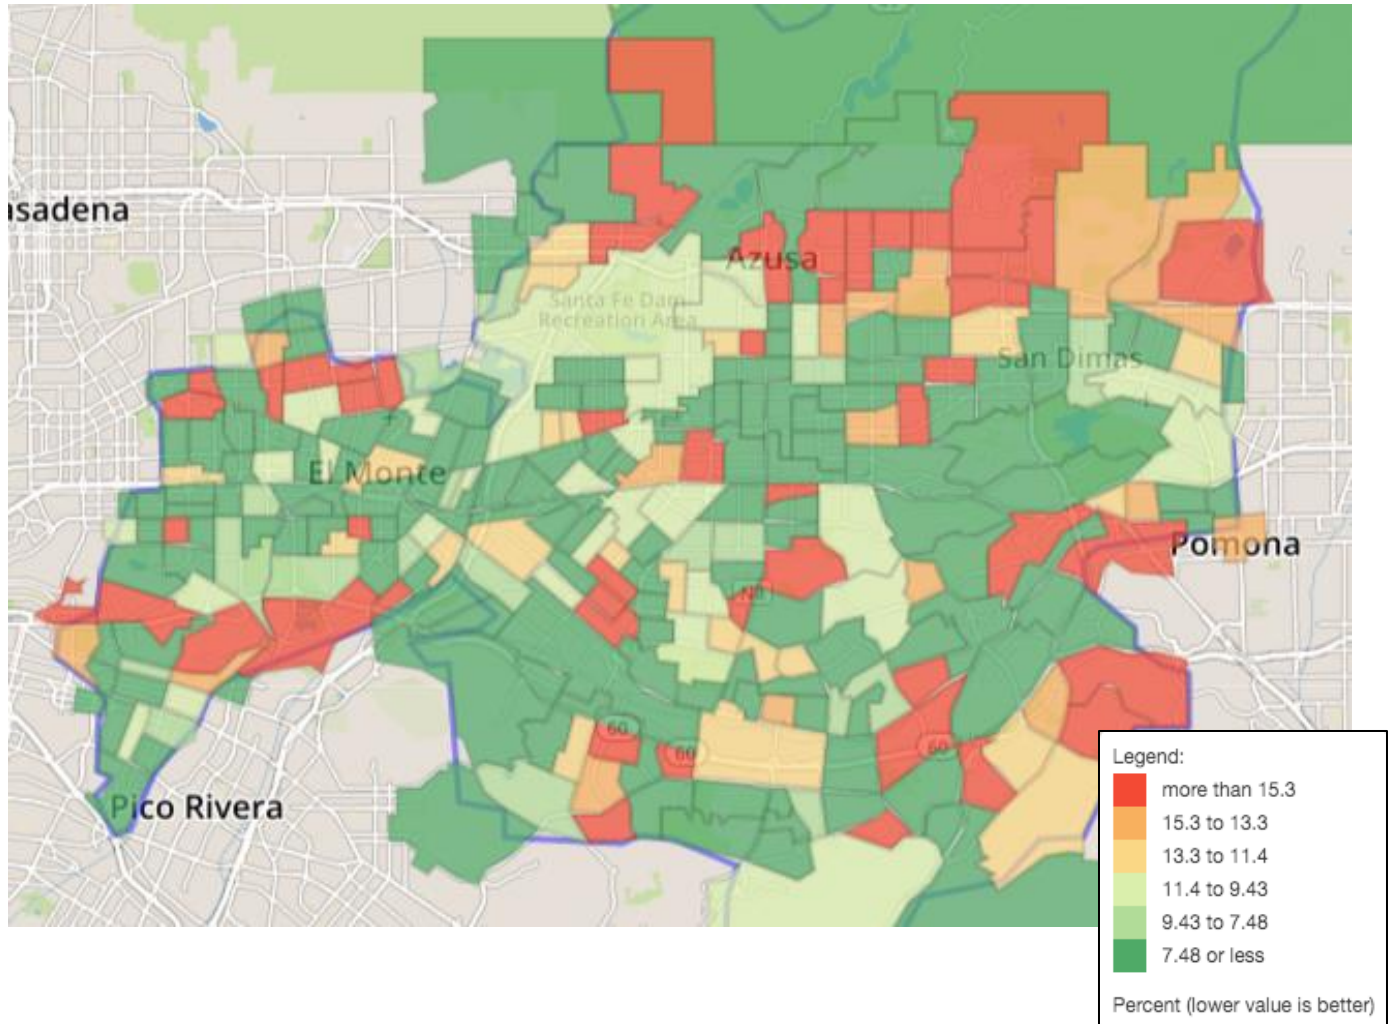 asadena
Azusa
Santa Fe Dam
Recreation Area
San Dimas
El Monte
Pomona
60
60
60
Pico Rivera
Legend:
more than 15.3
15.3 to 13.3
13.3 to 11.4
11.4 to 9.43
9.43 to 7.48
7.48 or less
Percent (lower value is better)